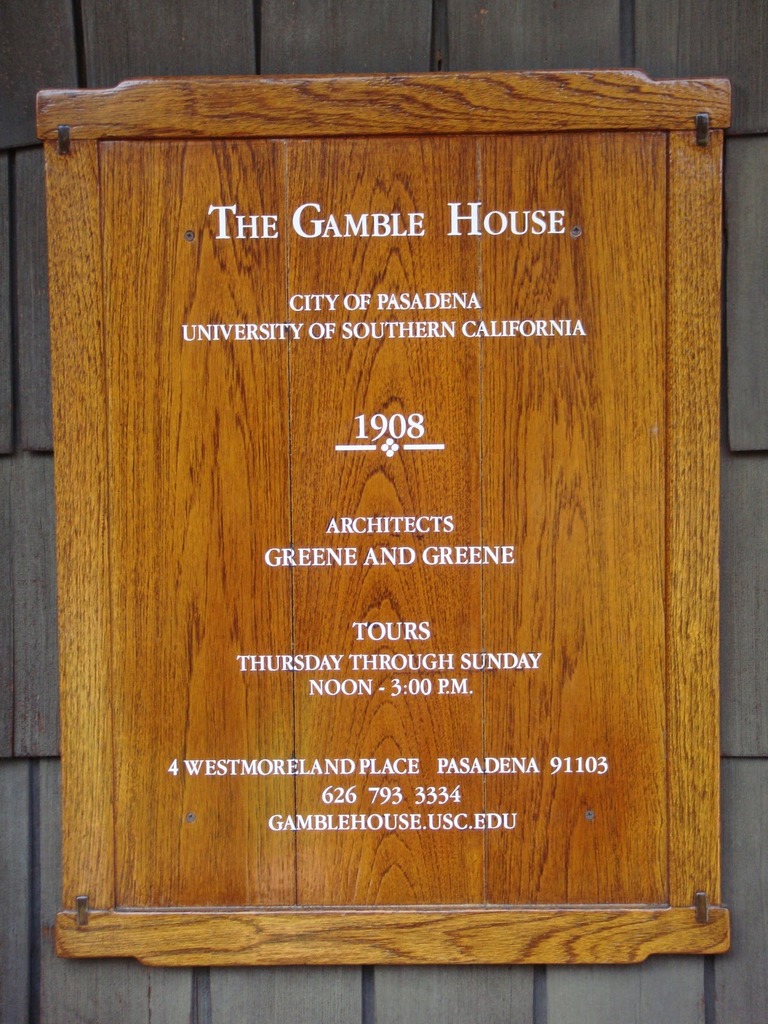 THE GAMBLE HOUSE
CITY OF PASADENA
UNIVERSITY OF SOUTHERN CALIFORNIA
1908
ARCHITECTS
GREENE AND GREENE
TOURS
THURSDAY THROUGH SUNDAY
NOON - 3:00 P.M.
4 WESTMORELAND PLACE PASADENA 91103
626 793 3334
GAMBLEHOUSE.USC.EDU